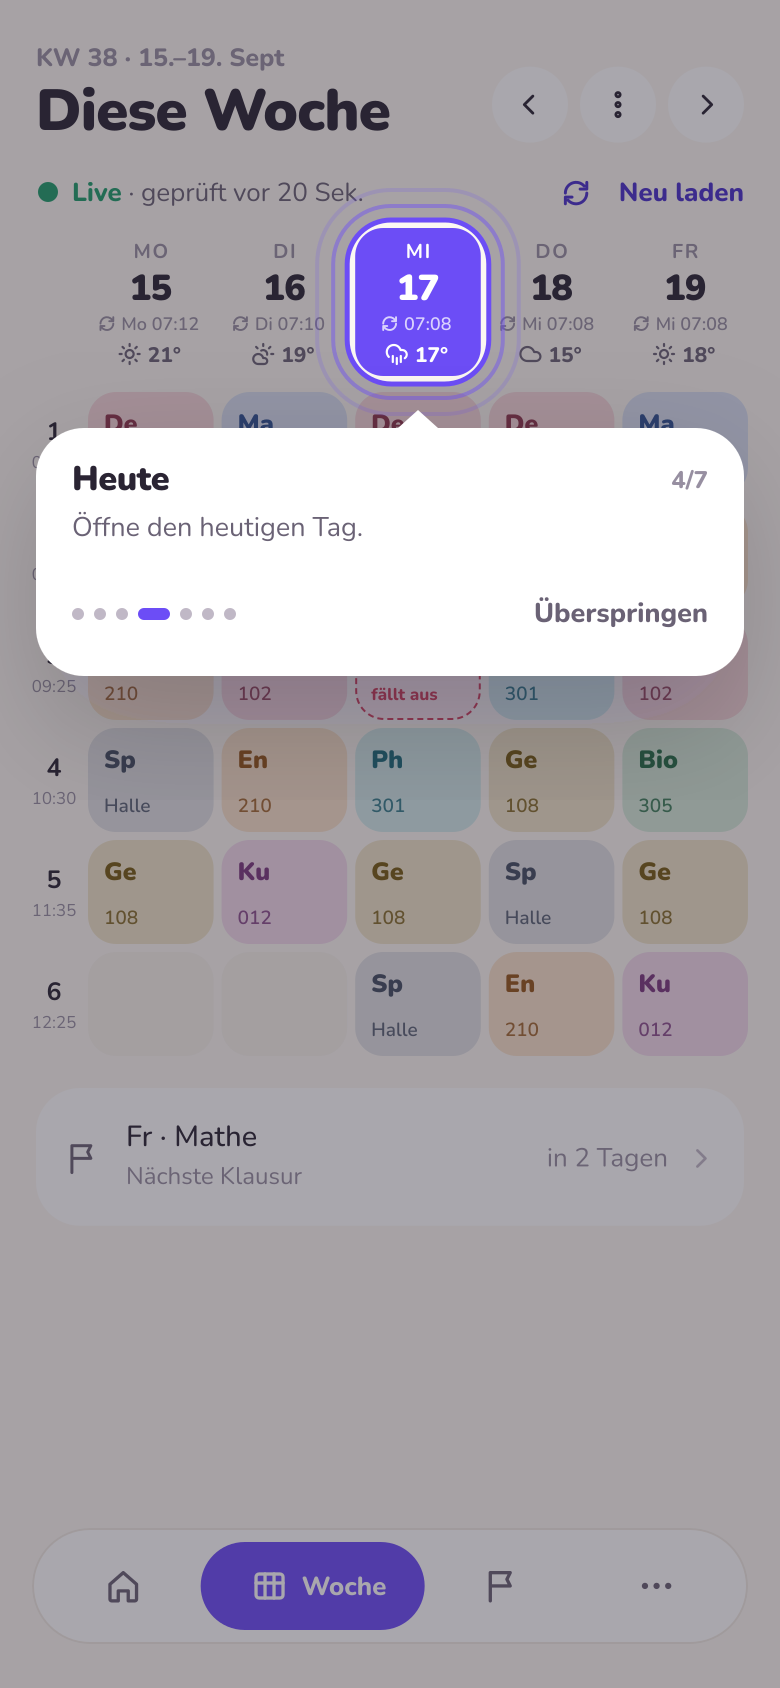 KW 38 · 15.–19. Sept
Diese Woche
Live · geprüft vor 20 Sek.
Neu laden
MO
DI
MI
DO
FR
15
16
17
18
19
Mo 07:12
Di 07:10
07:08
Mi 07:08
Mi 07:08
21°
19°
17°
15°
18°
1
De
Ma
De
De
Ma
Heute
4/7
Öffne den heutigen Tag.
Überspringen
09:25
210
102
fällt aus
301
102
4
Sp
En
Ph
Ge
Bio
10:30
Halle
210
301
108
305
5
Ge
Ku
Ge
Sp
Ge
11:35
108
012
108
Halle
108
6
Sp
En
Ku
12:25
Halle
210
012
Fr · Mathe
Nächste Klausur
in 2 Tagen
Woche